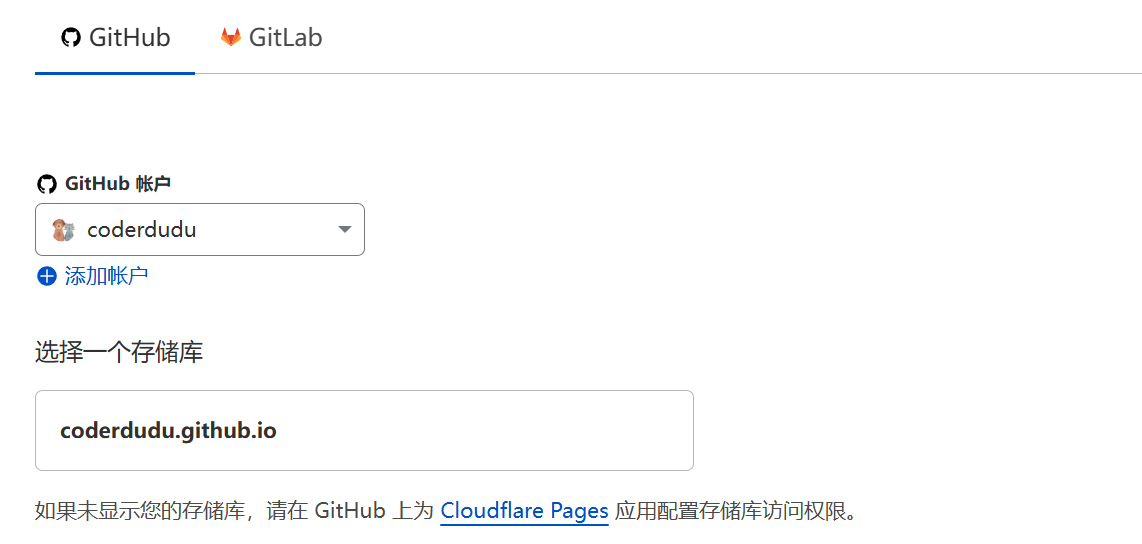 GitHub GitLab
GitHub 帐户
coderdudu
添加帐户
选择一个存储库
coderdudu.github.io
如果未显示您的存储库，请在 GitHub 上为 Cloudflare Pages 应用配置存储库访问权限。